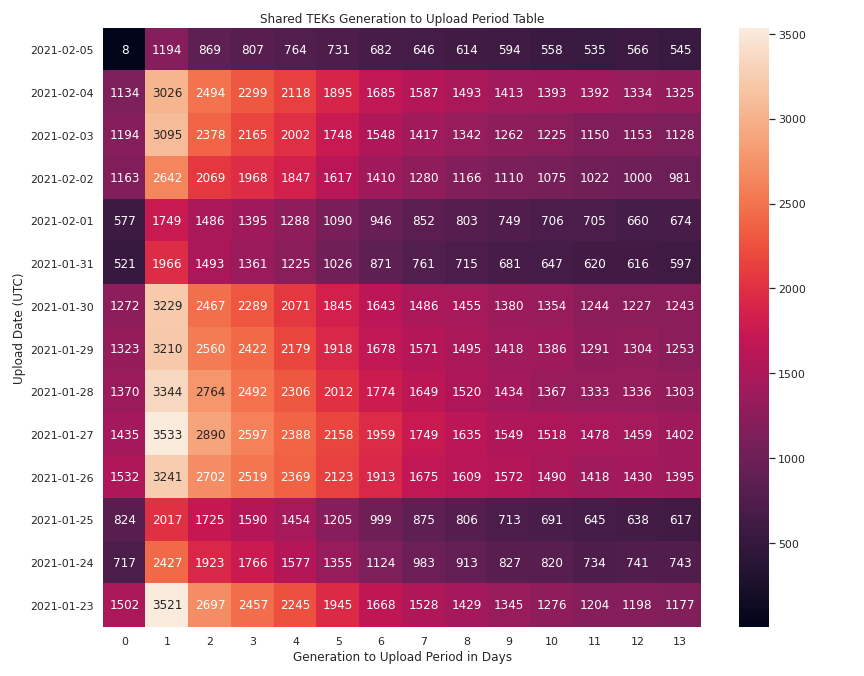 Shared TEKs Generation to Upload Period Table
Upload Date (UTC)
2021-02-05 8 1194 869 807 764 731 682 646 614 594 558 535 566 545
2021-02-04 1134 3026 2494 2299 2118 1895 1685 1587 1493 1413 1393 1392 1334 1325
2021-02-03 1194 3095 2378 2165 2002 1748 1548 1417 1342 1262 1225 1150 1153 1128
2021-02-02 1163 2642 2069 1968 1847 1617 1410 1280 1166 1110 1075 1022 1000 981
2021-02-01 577 1749 1486 1395 1288 1090 946 852 803 749 706 705 660 674
2021-01-31 521 1966 1493 1361 1225 1026 871 761 715 681 647 620 616 597
2021-01-30 1272 3229 2467 2289 2071 1845 1643 1486 1455 1380 1354 1244 1227 1243
2021-01-29 1323 3210 2560 2422 2179 1918 1678 1571 1495 1418 1386 1291 1304 1253
2021-01-28 1370 3344 2764 2492 2306 2012 1774 1649 1520 1434 1367 1333 1336 1303
2021-01-27 1435 3533 2890 2597 2388 2158 1959 1749 1635 1549 1518 1478 1459 1402
2021-01-26 1532 3241 2702 2519 2369 2123 1913 1675 1609 1572 1490 1418 1430 1395
2021-01-25 824 2017 1725 1590 1454 1205 999 875 806 713 691 645 638 617
2021-01-24 717 2427 1923 1766 1577 1355 1124 983 913 827 820 734 741 743
2021-01-23 1502 3521 2697 2457 2245 1945 1668 1528 1429 1345 1276 1204 1198 1177
0 1 2 3 4 5 6 7 8 9 10 11 12 13
Generation to Upload Period in Days
3500
3000
2500
2000
1500
1000
500